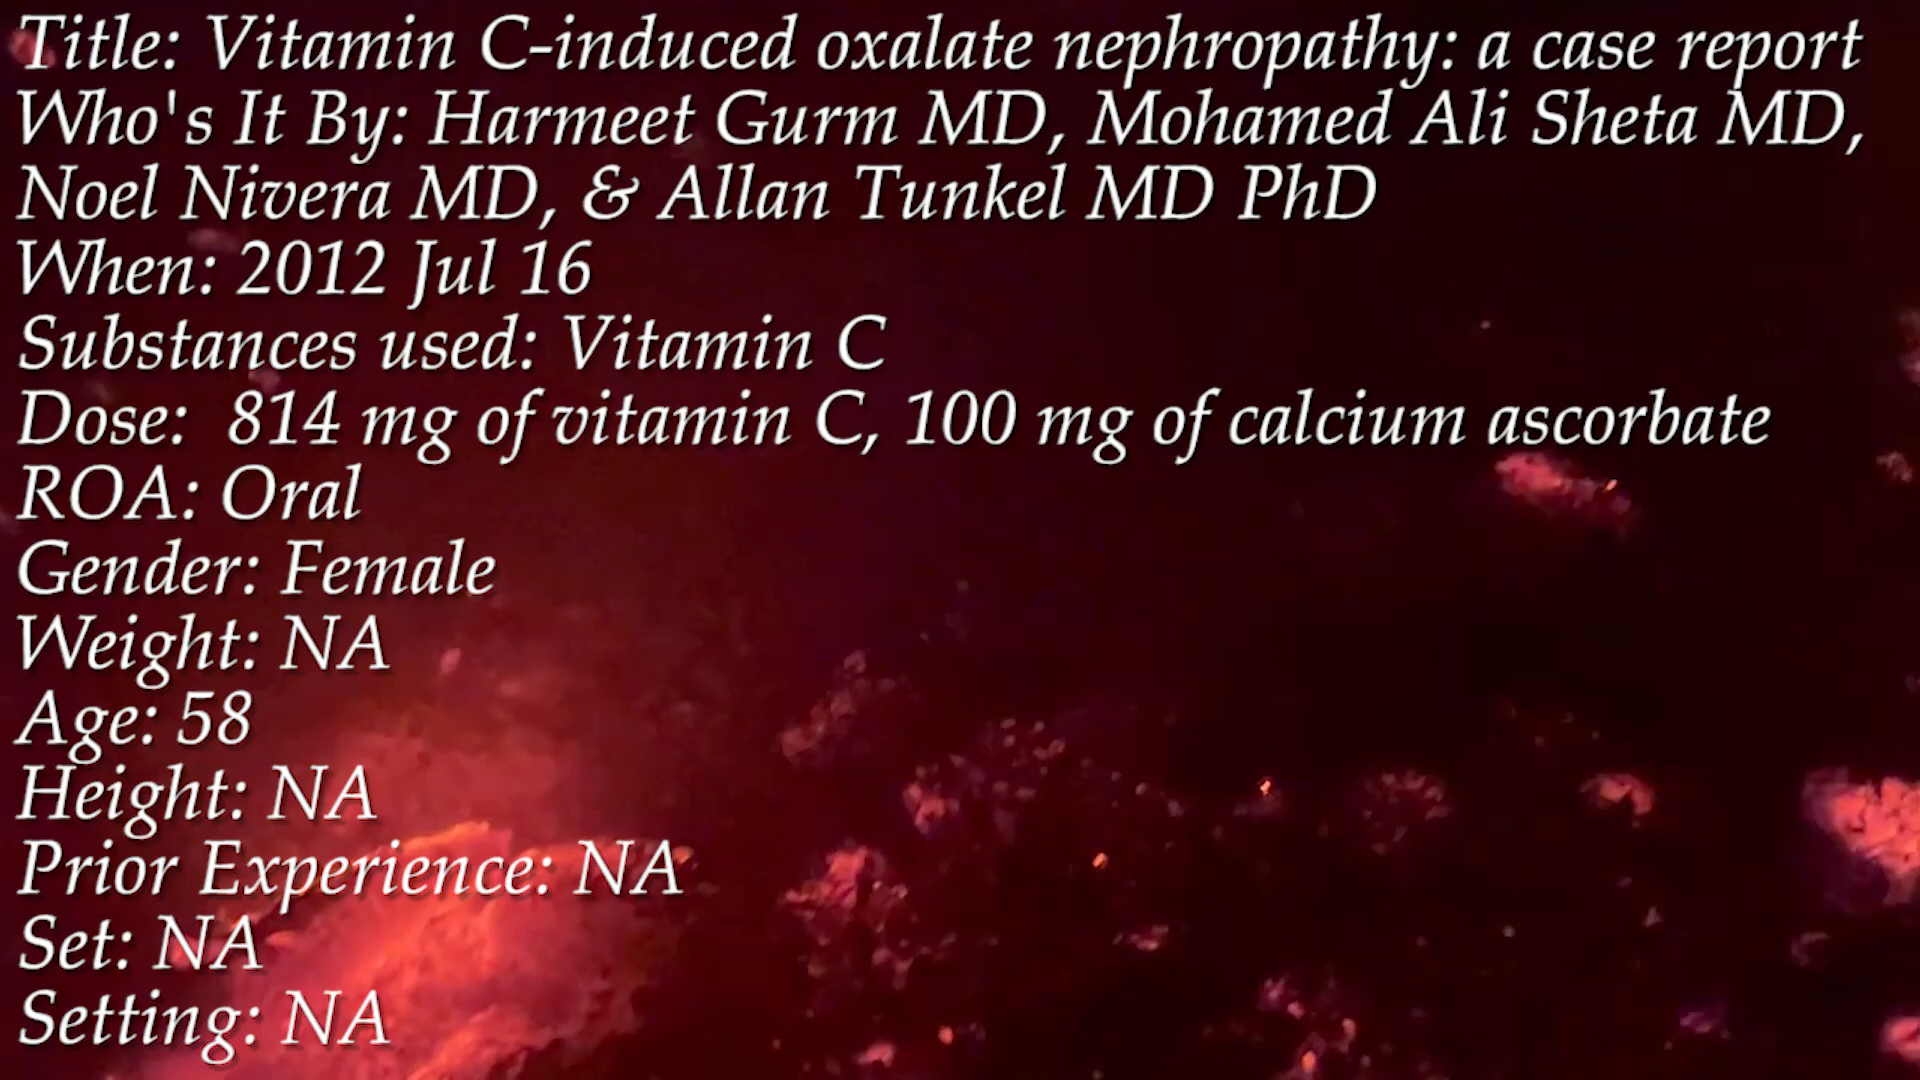 Title: Vitamin C-induced oxalate nephropathy: a case report
Who's It By: Harmeet Gurm MD, Mohamed Ali Sheta MD,
Noel Nivera MD, & Allan Tunkel MD PhD
When: 2012 Jul 16
Substances used: Vitamin C
Dose:  814 mg of vitamin C, 100 mg of calcium ascorbate
ROA: Oral
Gender: Female
Weight: NA
Age: 58
Height: NA
Prior Experience: NA
Set: NA
Setting: NA